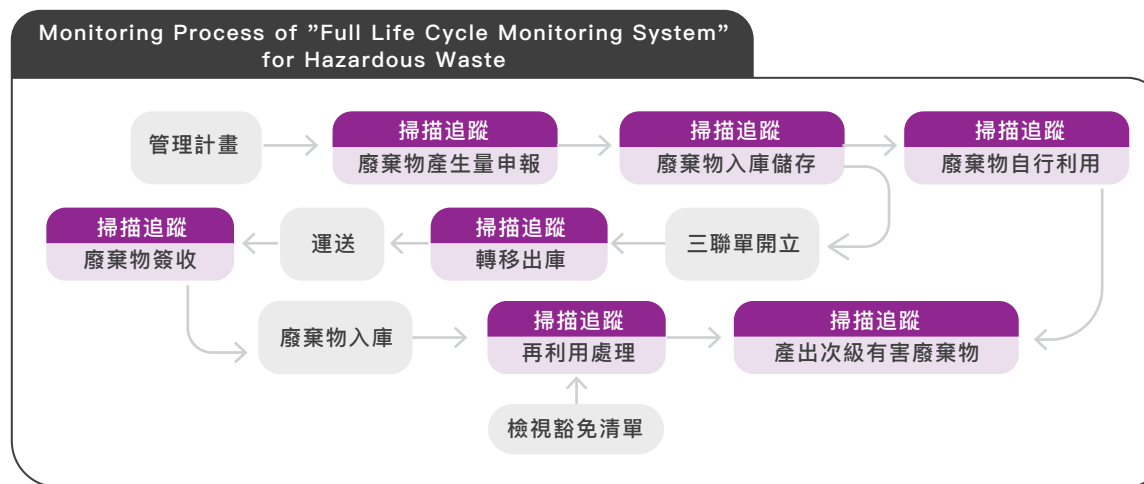 Monitoring Process of ”Full Life Cycle Monitoring System”
for Hazardous Waste
管理計畫
掃描追蹤
廢棄物產生量申報
掃描追蹤
廢棄物入庫儲存
掃描追蹤
廢棄物自行利用
三聯單開立
掃描追蹤
轉移出庫
運送
掃描追蹤
廢棄物簽收
廢棄物入庫
掃描追蹤
再利用處理
掃描追蹤
產出次級有害廢棄物
檢視豁免清單